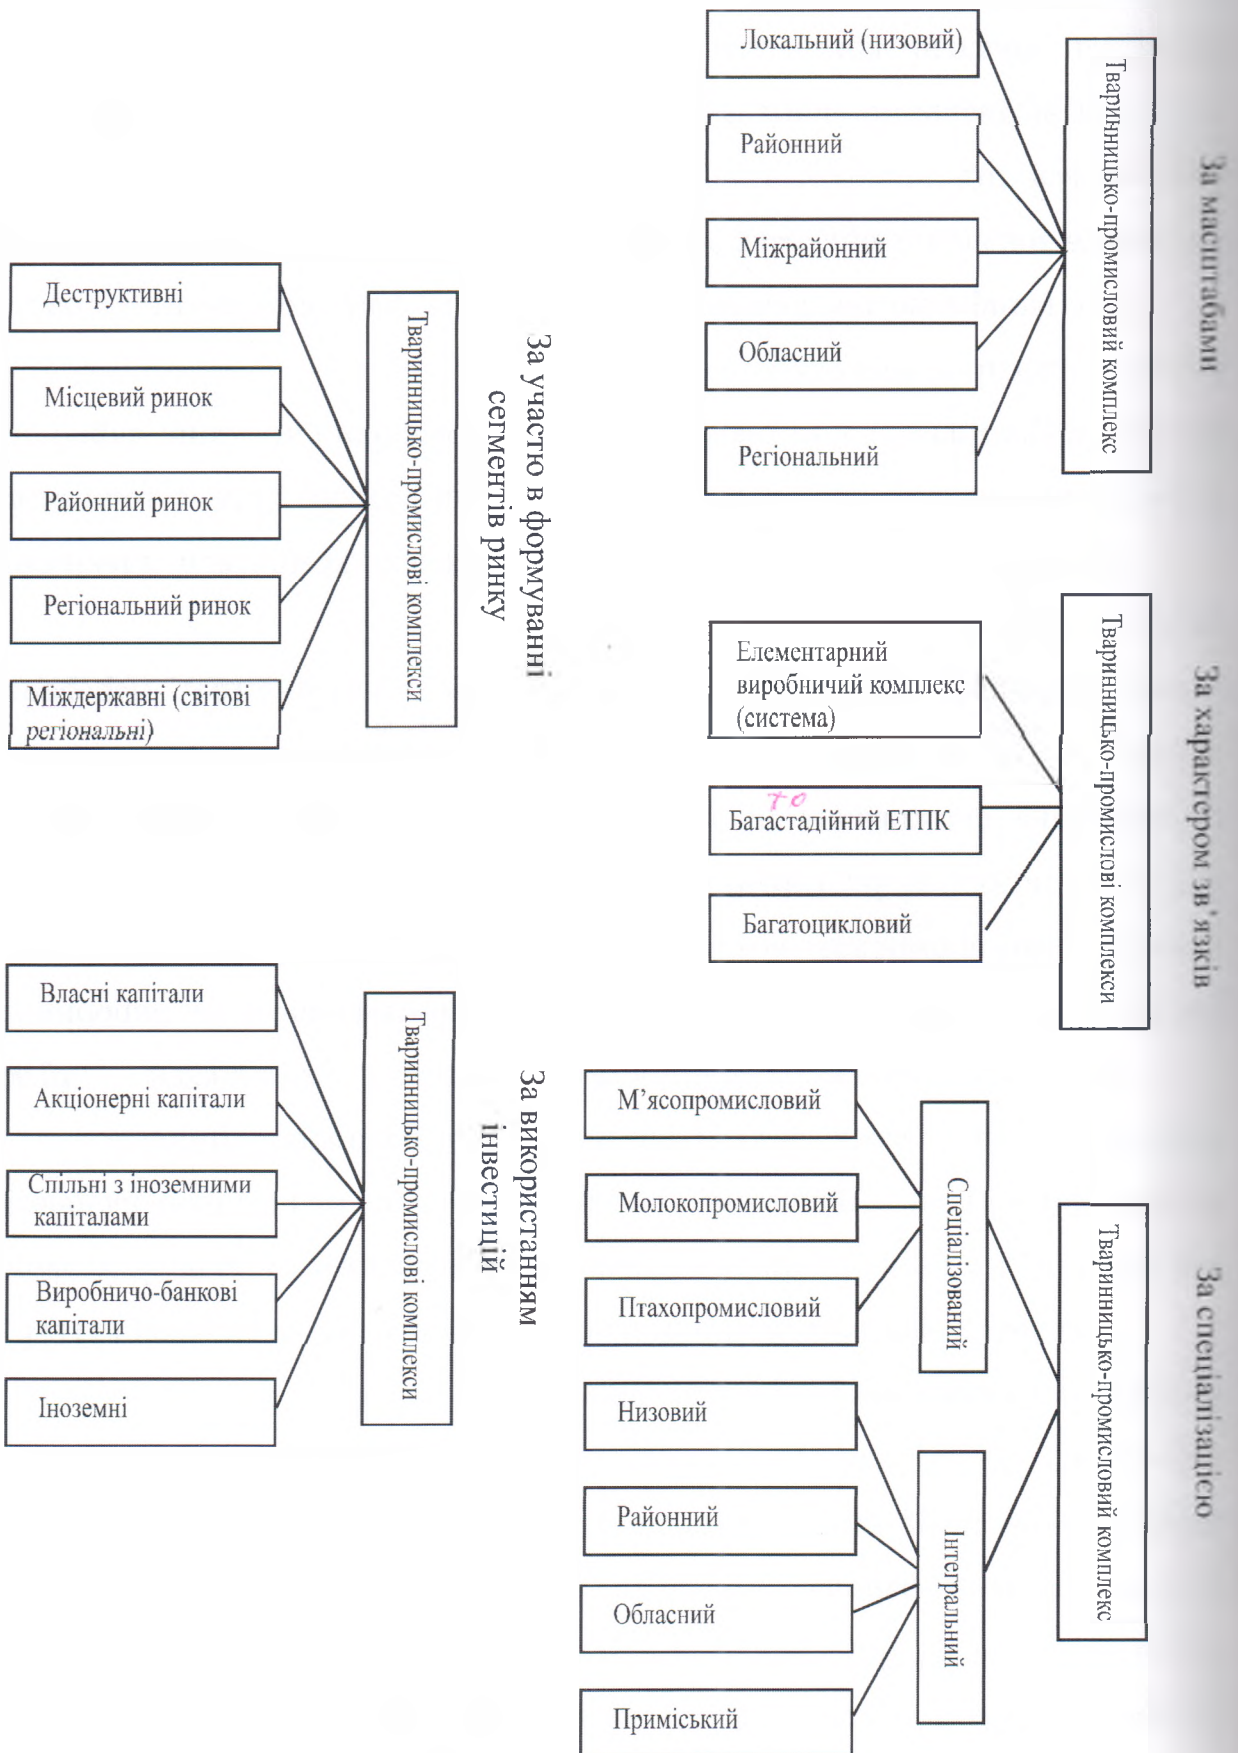 За масштабами
Тваринницько-промисловий комплекс
Локальний (низовий)
Районний
Міжрайонний
Обласний
Регіональний
За характером зв'язків
Тваринницько-промислові комплекси
Елементарний
виробничий комплекс
(система)
то
Багастадійний ЕТПК
Багатоцикловий
За спеціалізацією
Тваринницько-промисловий комплекс
Спеціалізований
М'ясопромисловий
Молокопромисловий
Птахопромисловий
Інтегральний
Низовий
Районний
Обласний
Приміський
За участю в формуванні
сегментів ринку
Тваринницько-промислові комплекси
Деструктивні
Місцевий ринок
Районний ринок
Регіональний ринок
Міждержавні (світові
регіональні)
За використанням
інвестицій
Тваринницько-промислові комплекси
Власні капітали
Акціонерні капітали
Спільні з іноземними
капіталами
Виробничо-банкові
капітали
Іноземні